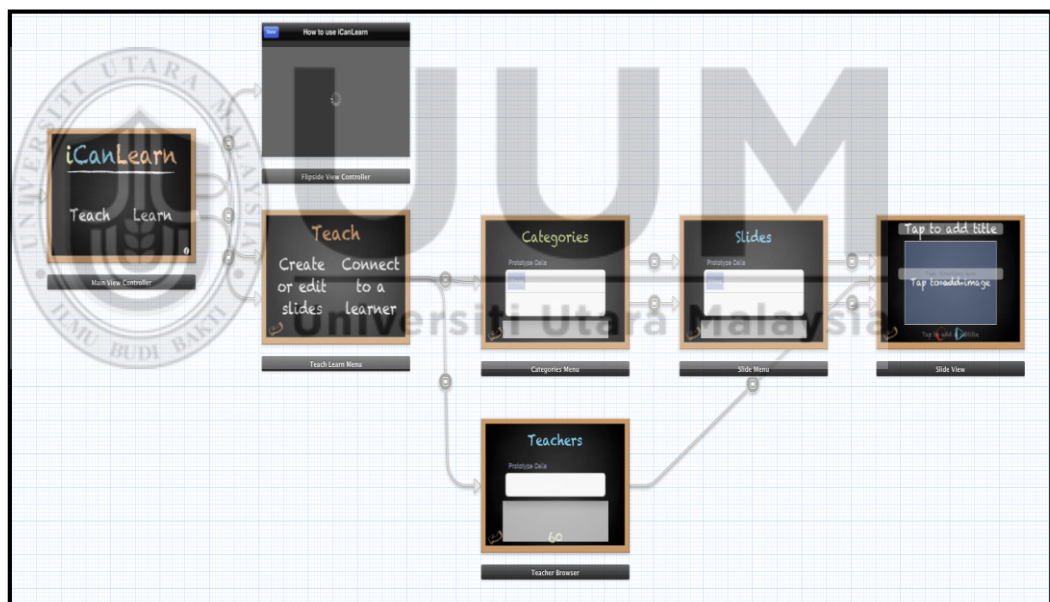 Done
How to use iCanLearn
Flipside View Controller
iCanLearn
Teach Learn
Main View Controller
Teach
Create or edit slides
Connect to a learner
Teach Learn Menu
Categories
Prototype Cells
Categories Menu
Slides
Prototype Cells
Slide Menu
Tap to add title
Tap to add image
Tap to add subtitle
Slide View
Teachers
Prototype Cells
60
Teacher Browser
UNIVERSITI UTARA MALAYSIA
ILMU BUDI BAKTI
UUM
Universiti Utara Malaysia